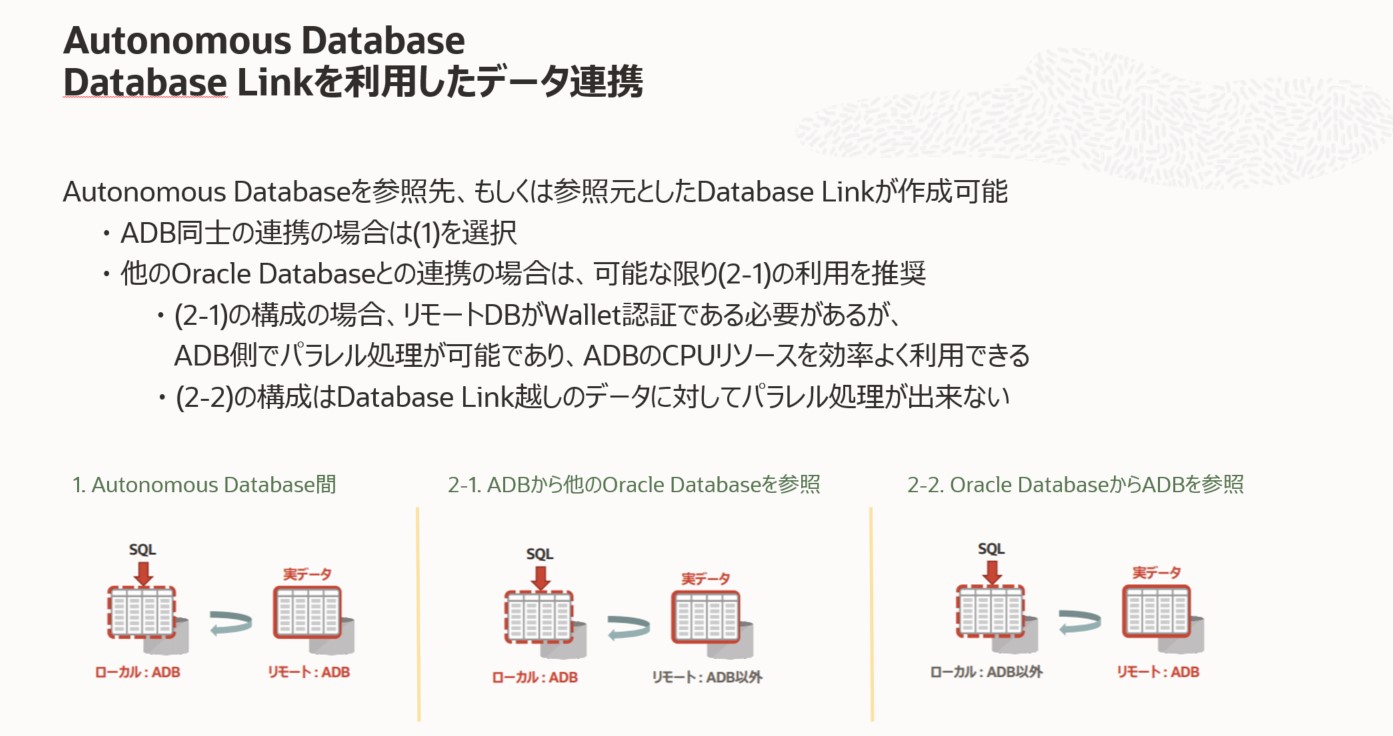 Autonomous Database
Database Linkを利用したデータ連携
Autonomous Databaseを参照先、もしくは参照元としたDatabase Linkが作成可能
・ADB同士の連携の場合は(1)を選択
・他のOracle Databaseとの連携の場合は、可能な限り(2-1)の利用を推奨
・(2-1)の構成の場合、リモートDBがWallet認証である必要があるが、
ADB側でパラレル処理が可能であり、ADBのCPUリソースを効率よく利用できる
・(2-2)の構成はDatabase Link越しのデータに対してパラレル処理が出来ない
1. Autonomous Database間
SQL
実データ
ローカル : ADB
リモート : ADB
2-1. ADBから他のOracle Databaseを参照
SQL
実データ
ローカル : ADB
リモート : ADB以外
2-2. Oracle DatabaseからADBを参照
SQL
実データ
ローカル : ADB以外
リモート : ADB